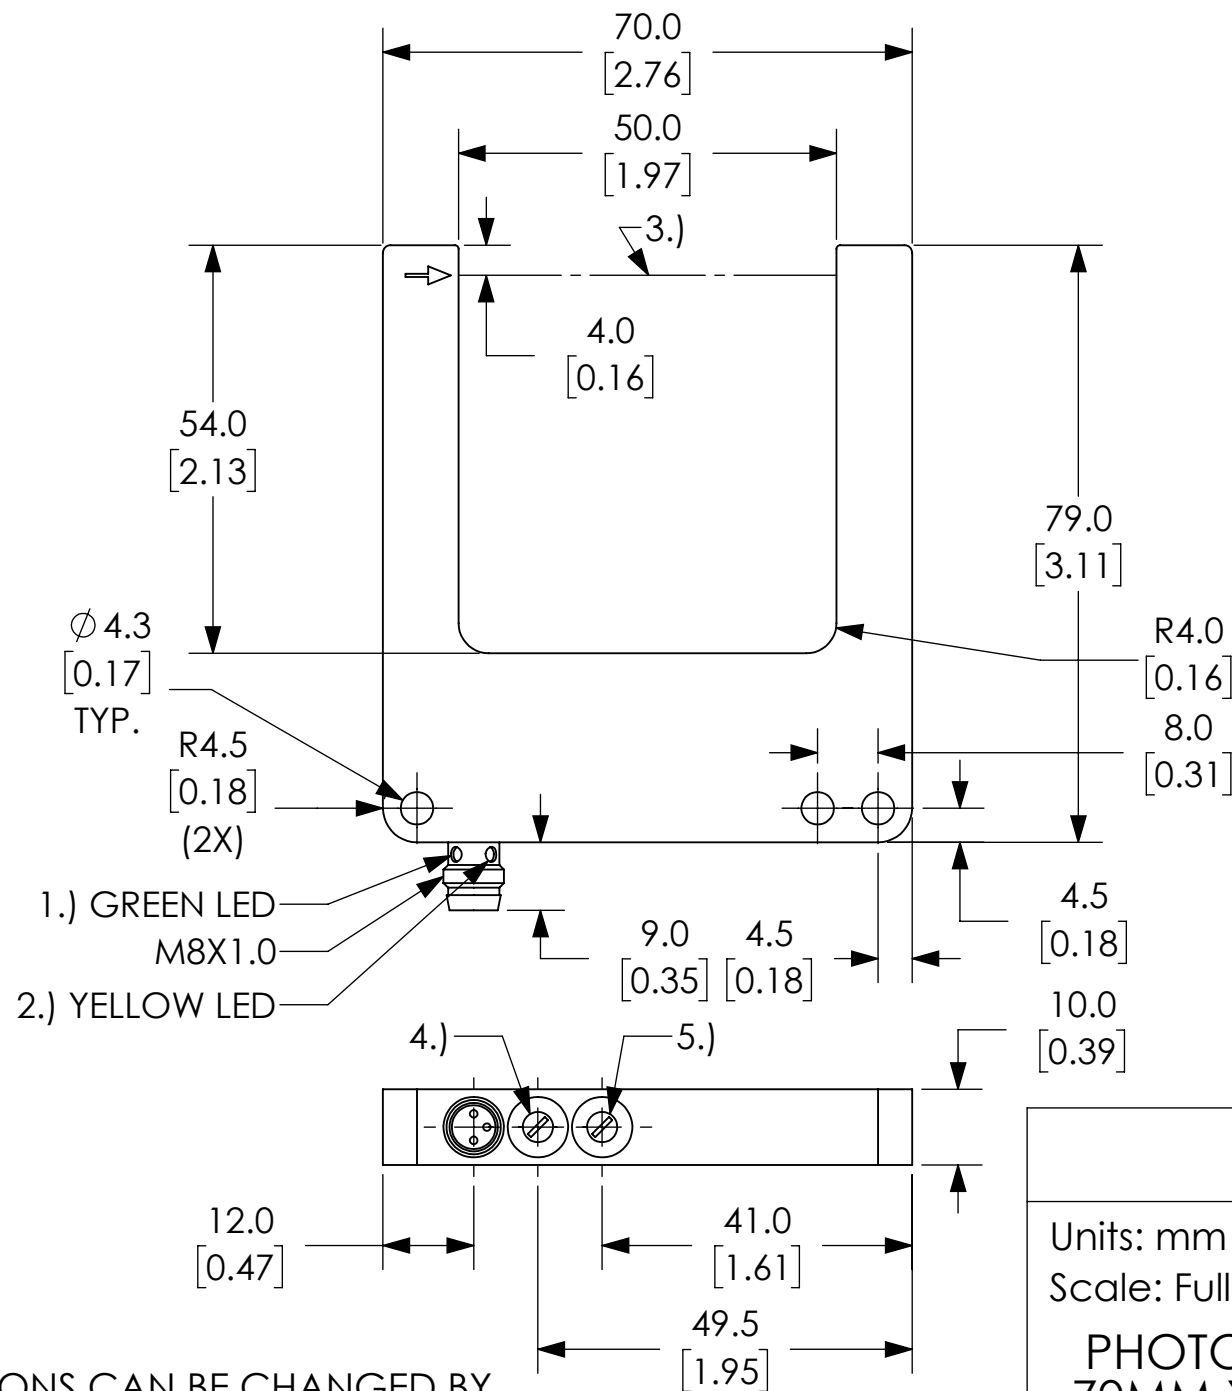 70.0
[2.76]
50.0
[1.97]
3.)
4.0
[0.16]
54.0
[2.13]
79.0
[3.11]
Ø 4.3
[0.17]
TYP.
R4.0
[0.16]
R4.5
[0.18]
(2X)
8.0
[0.31]
1.) GREEN LED
M8X1.0
2.) YELLOW LED
9.0
[0.35]
4.5
[0.18]
4.5
[0.18]
4.)
5.)
10.0
[0.39]
12.0
[0.47]
41.0
[1.61]
49.5
[1.95]
Units: mm
Scale: Full
CAN BE CHANGED BY